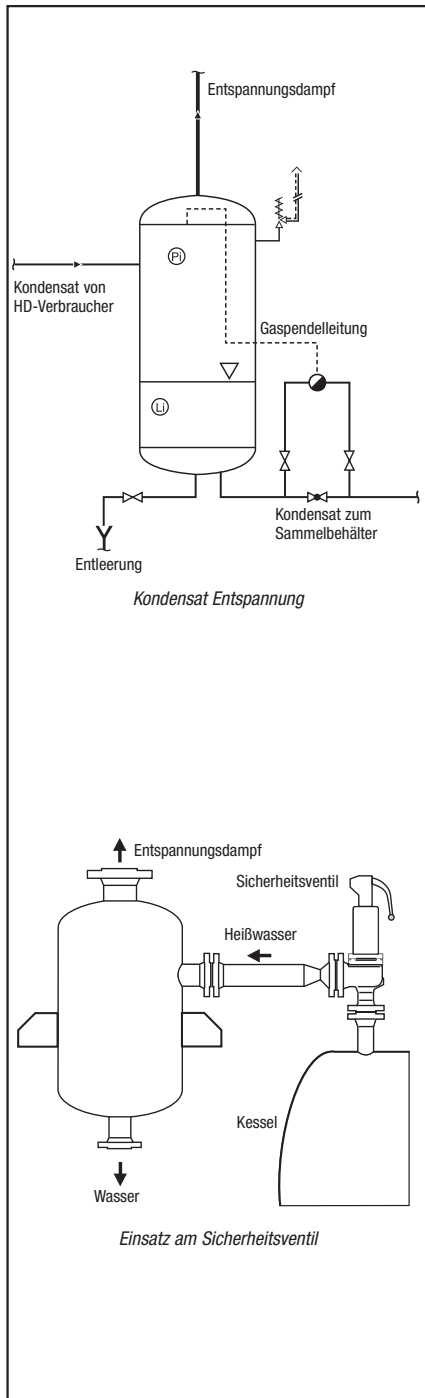 Entspannungsdampf
Pi
Kondensat von
HD-Verbraucher
Gaspendelleitung
Li
Kondensat zum
Sammelbehälter
Entleerung
Kondensat Entspannung
Entspannungsdampf
Sicherheitsventil
Heißwasser
Kessel
Wasser
Einsatz am Sicherheitsventil